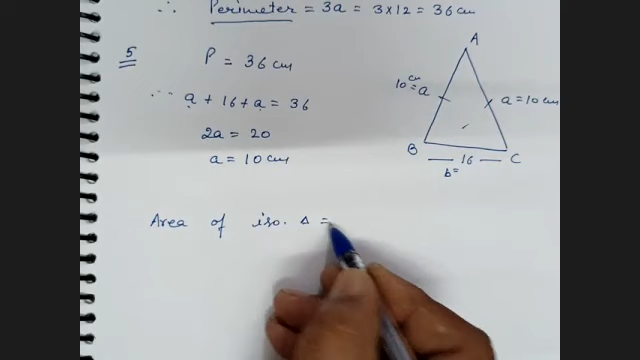 ∴ Perimeter = 3a = 3 × 12 = 36 cm
5
P = 36 cm
∵ a + 16 + a = 36
2a = 20
a = 10 cm
A
10 cm = a
a = 10 cm
B
16
C
b =
Area of iso. Δ =